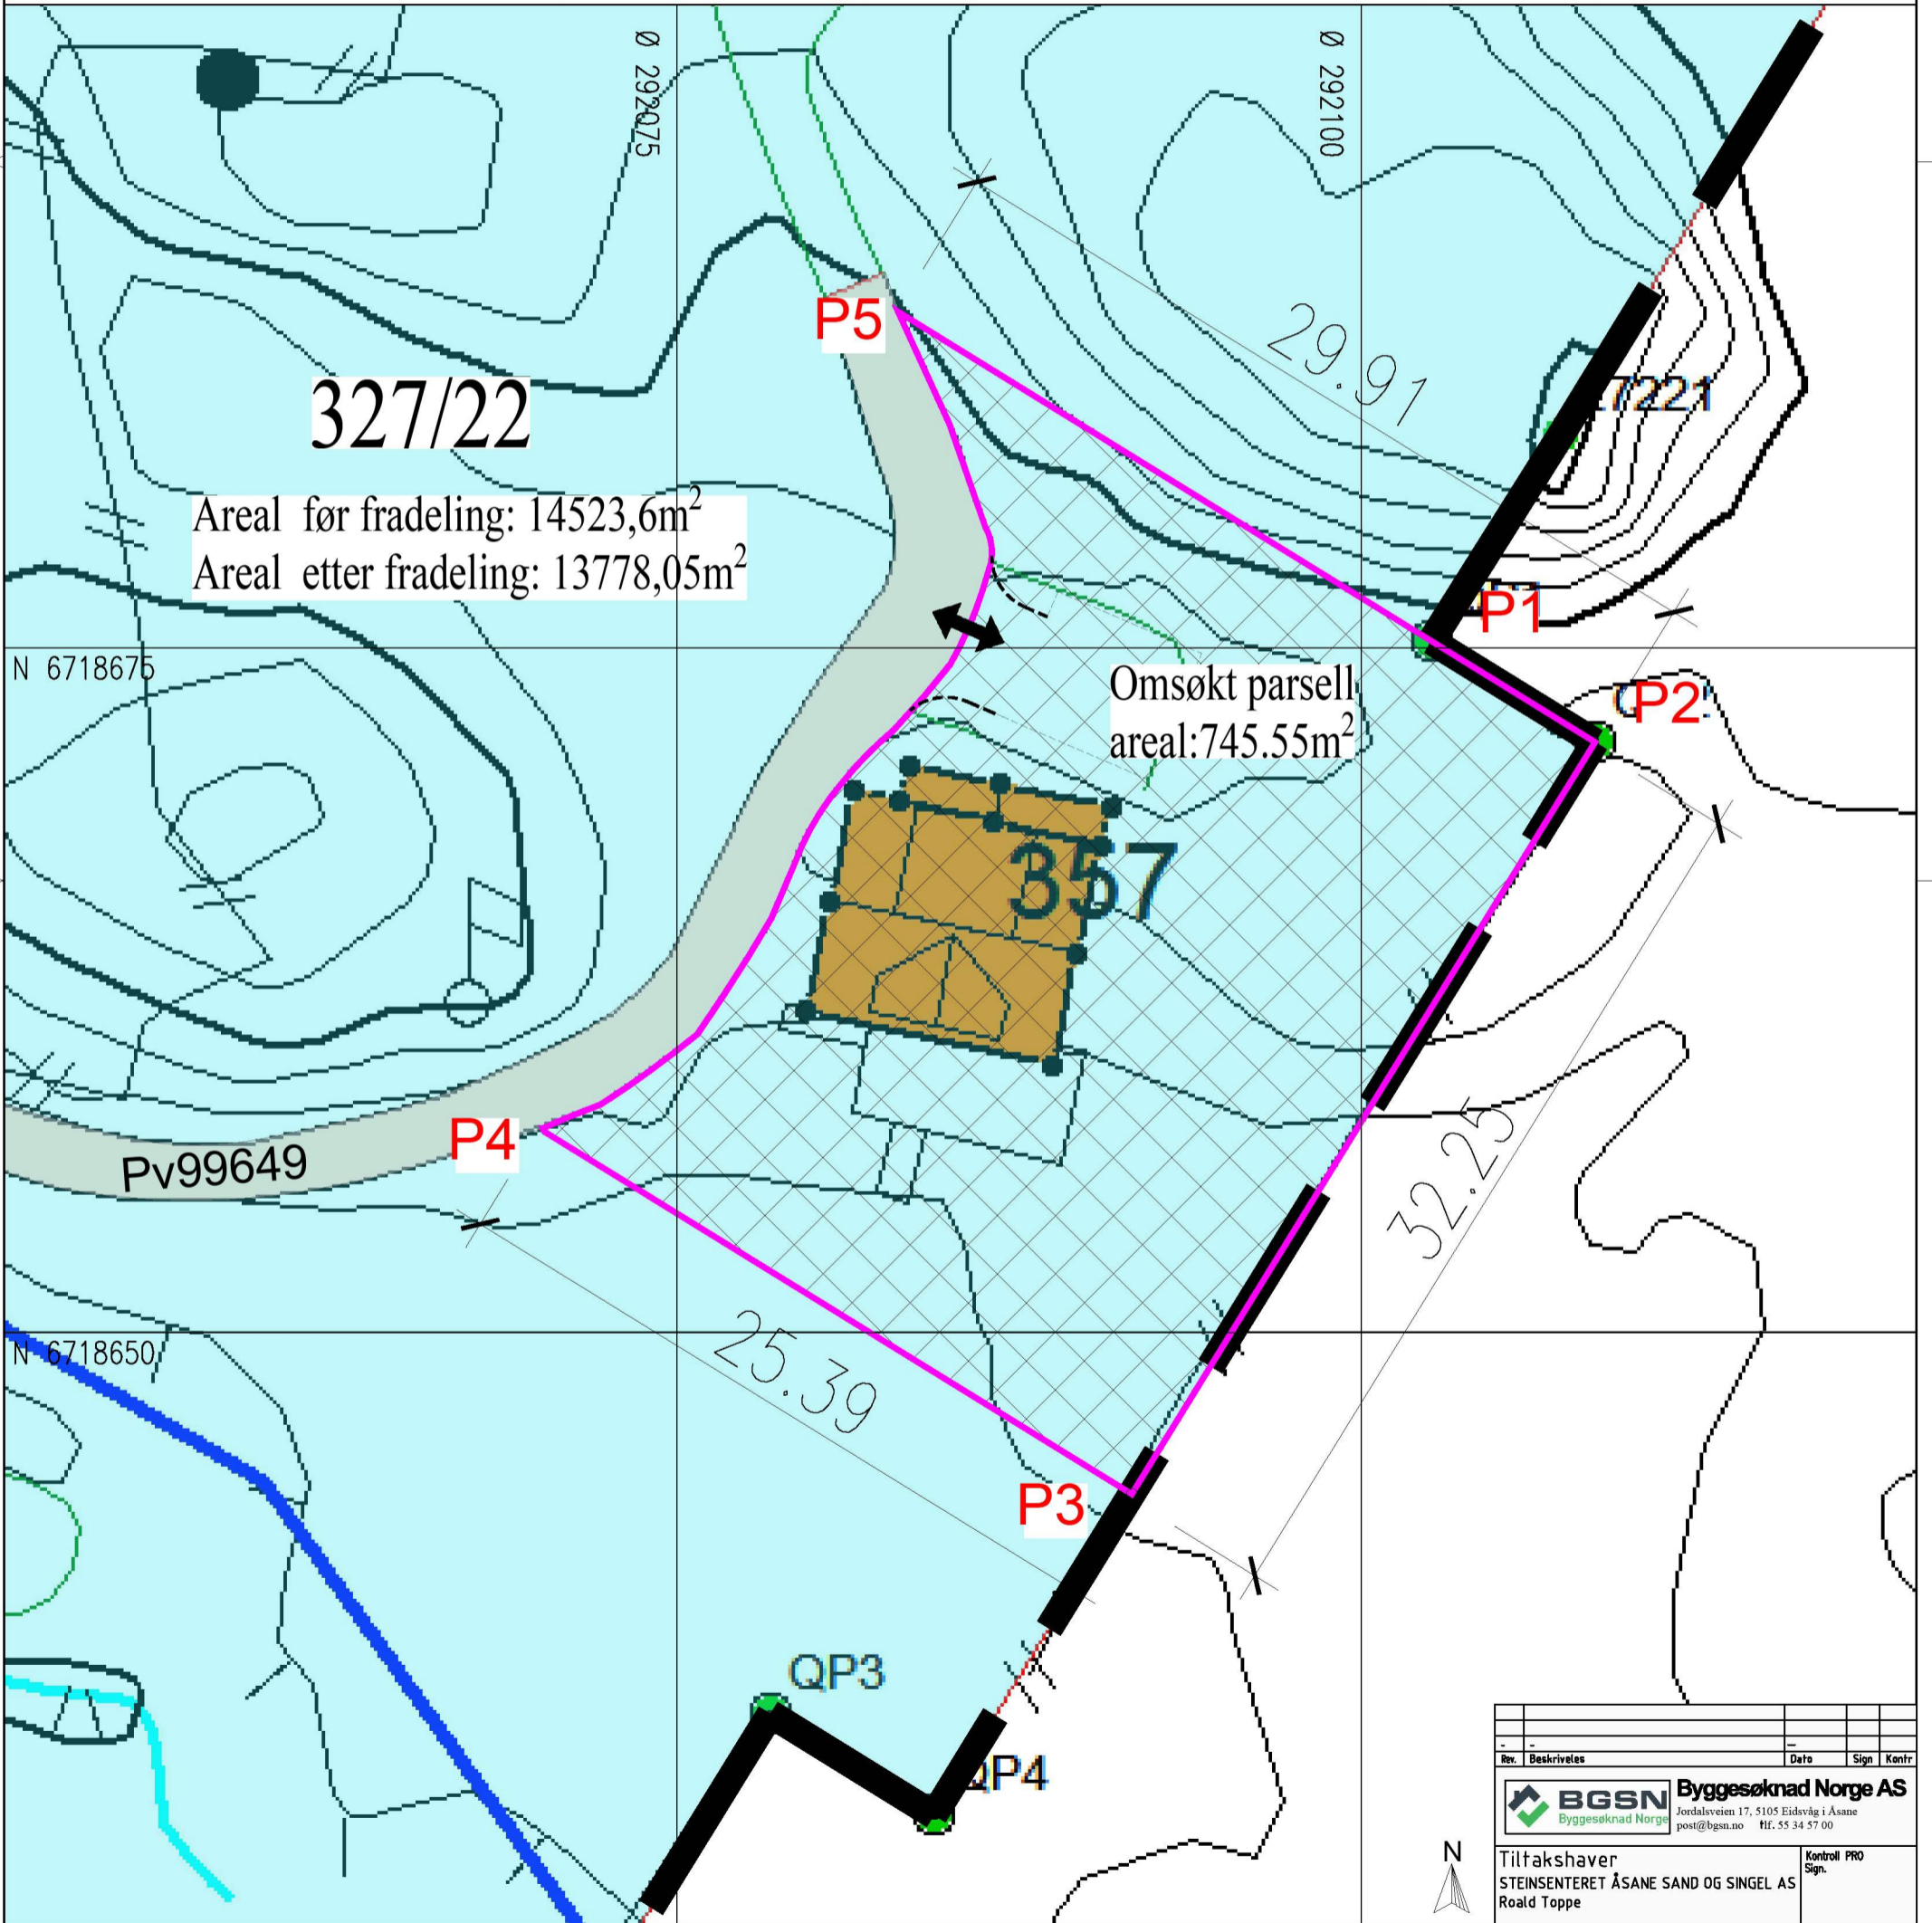 Ø 292075
Ø 292100
29.91
P5
327/22
Areal før fradeling: 14523,6m²
Areal etter fradeling: 13778,05m²
P1
N 6718675
Omsøkt parsell
areal:745.55m²
P2
357
P4
Pv99649
32.25
N 6718650
25.39
P3
QP3
QP4
Rev. Beskriveles Dato Sign Kontr
BGSN
Byggesøknad Norge
Byggesøknad Norge AS
Jordalsveien 17, 5105 Eidsvåg i Åsane
post@bgsn.no tlf. 55 34 57 00
N
Tiltakshaver
STEINSENTERET ÅSANE SAND OG SINGEL AS
Roald Toppe
Kontroll PRO
Sign.